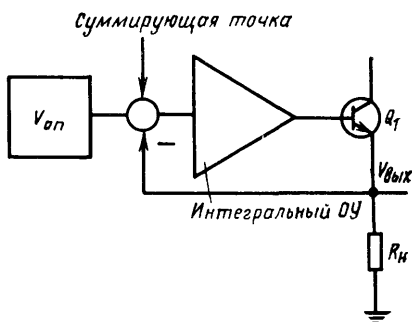 Суммирующая точка
Vоп
−
Q1
Vвых
Интегральный ОУ
Rн